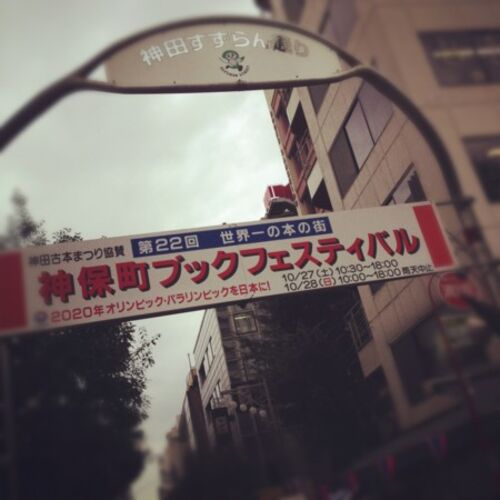 神田すずらん通り
神田古本まつり協賛
第22回 世界一の本の街
神保町ブックフェスティバル
2020年オリンピック・パラリンピックを日本に!
10/27(土)10:30~18:00
10/28(日)10:00~18:00 雨天中止